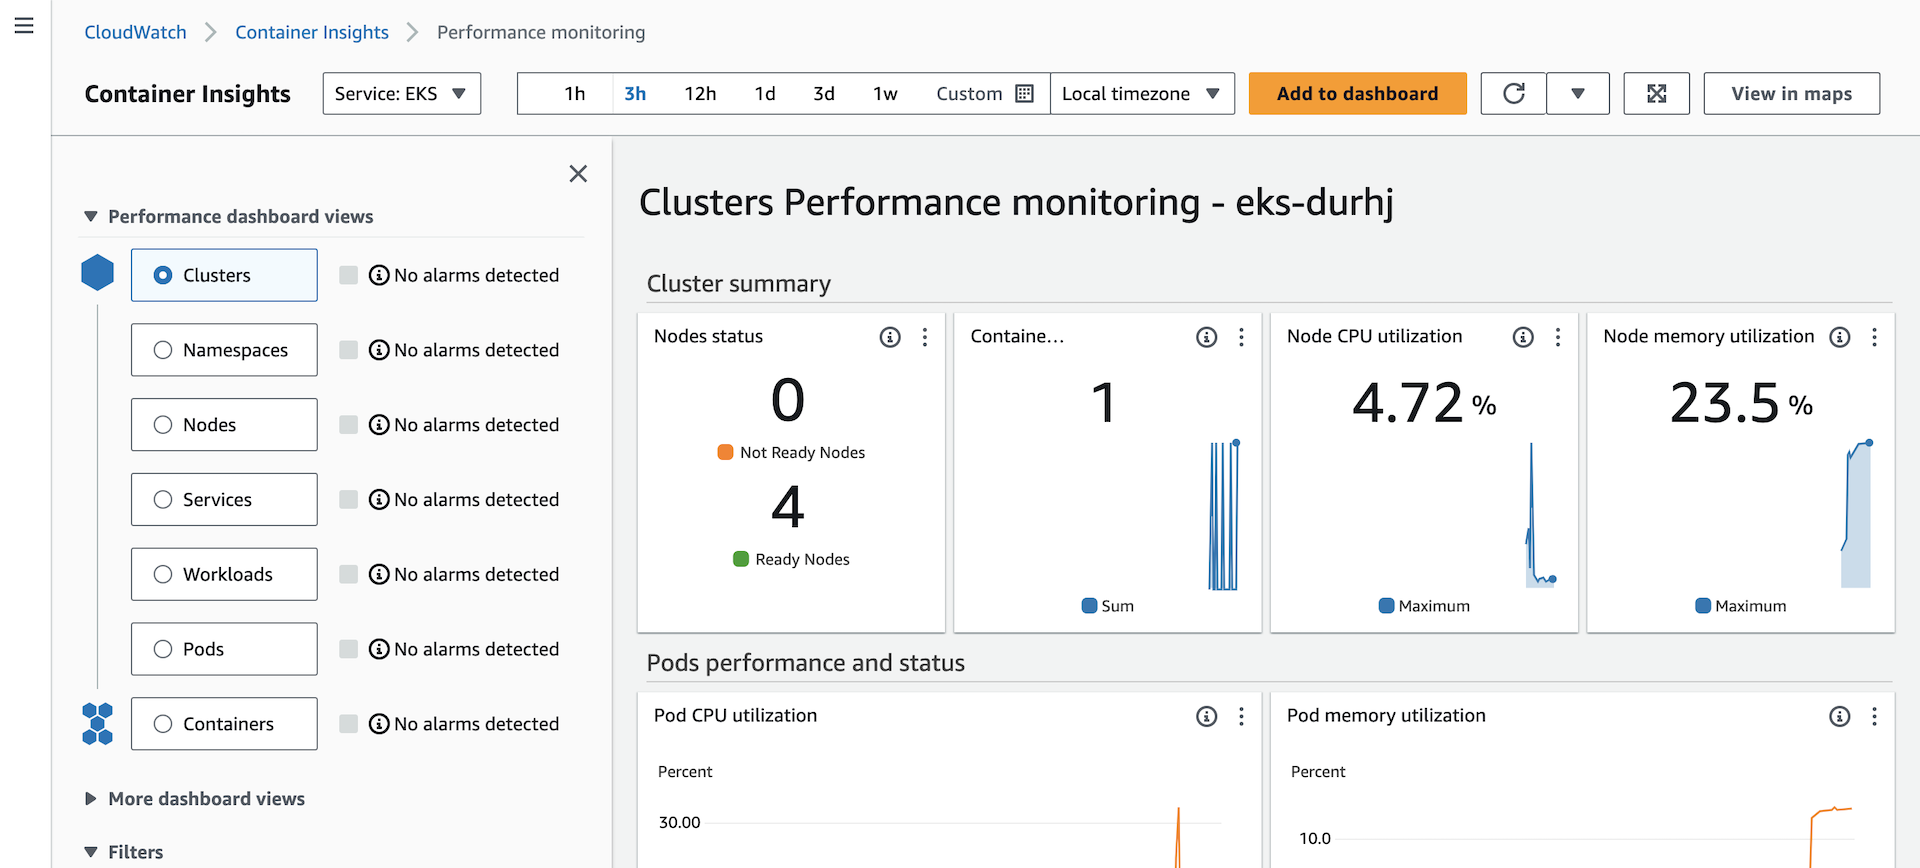 CloudWatch Container Insights Performance monitoring
Container Insights Service: EKS 1h 3h 12h 1d 3d 1w Custom Local timezone Add to dashboard View in maps
Performance dashboard views
Clusters No alarms detected
Namespaces No alarms detected
Nodes No alarms detected
Services No alarms detected
Workloads No alarms detected
Pods No alarms detected
Containers No alarms detected
More dashboard views
Filters
Clusters Performance monitoring - eks-durhj
Cluster summary
Nodes status
0
Not Ready Nodes
4
Ready Nodes
Containe...
1
Sum
Node CPU utilization
4.72 %
Maximum
Node memory utilization
23.5 %
Maximum
Pods performance and status
Pod CPU utilization
Percent
30.00
Pod memory utilization
Percent
10.0